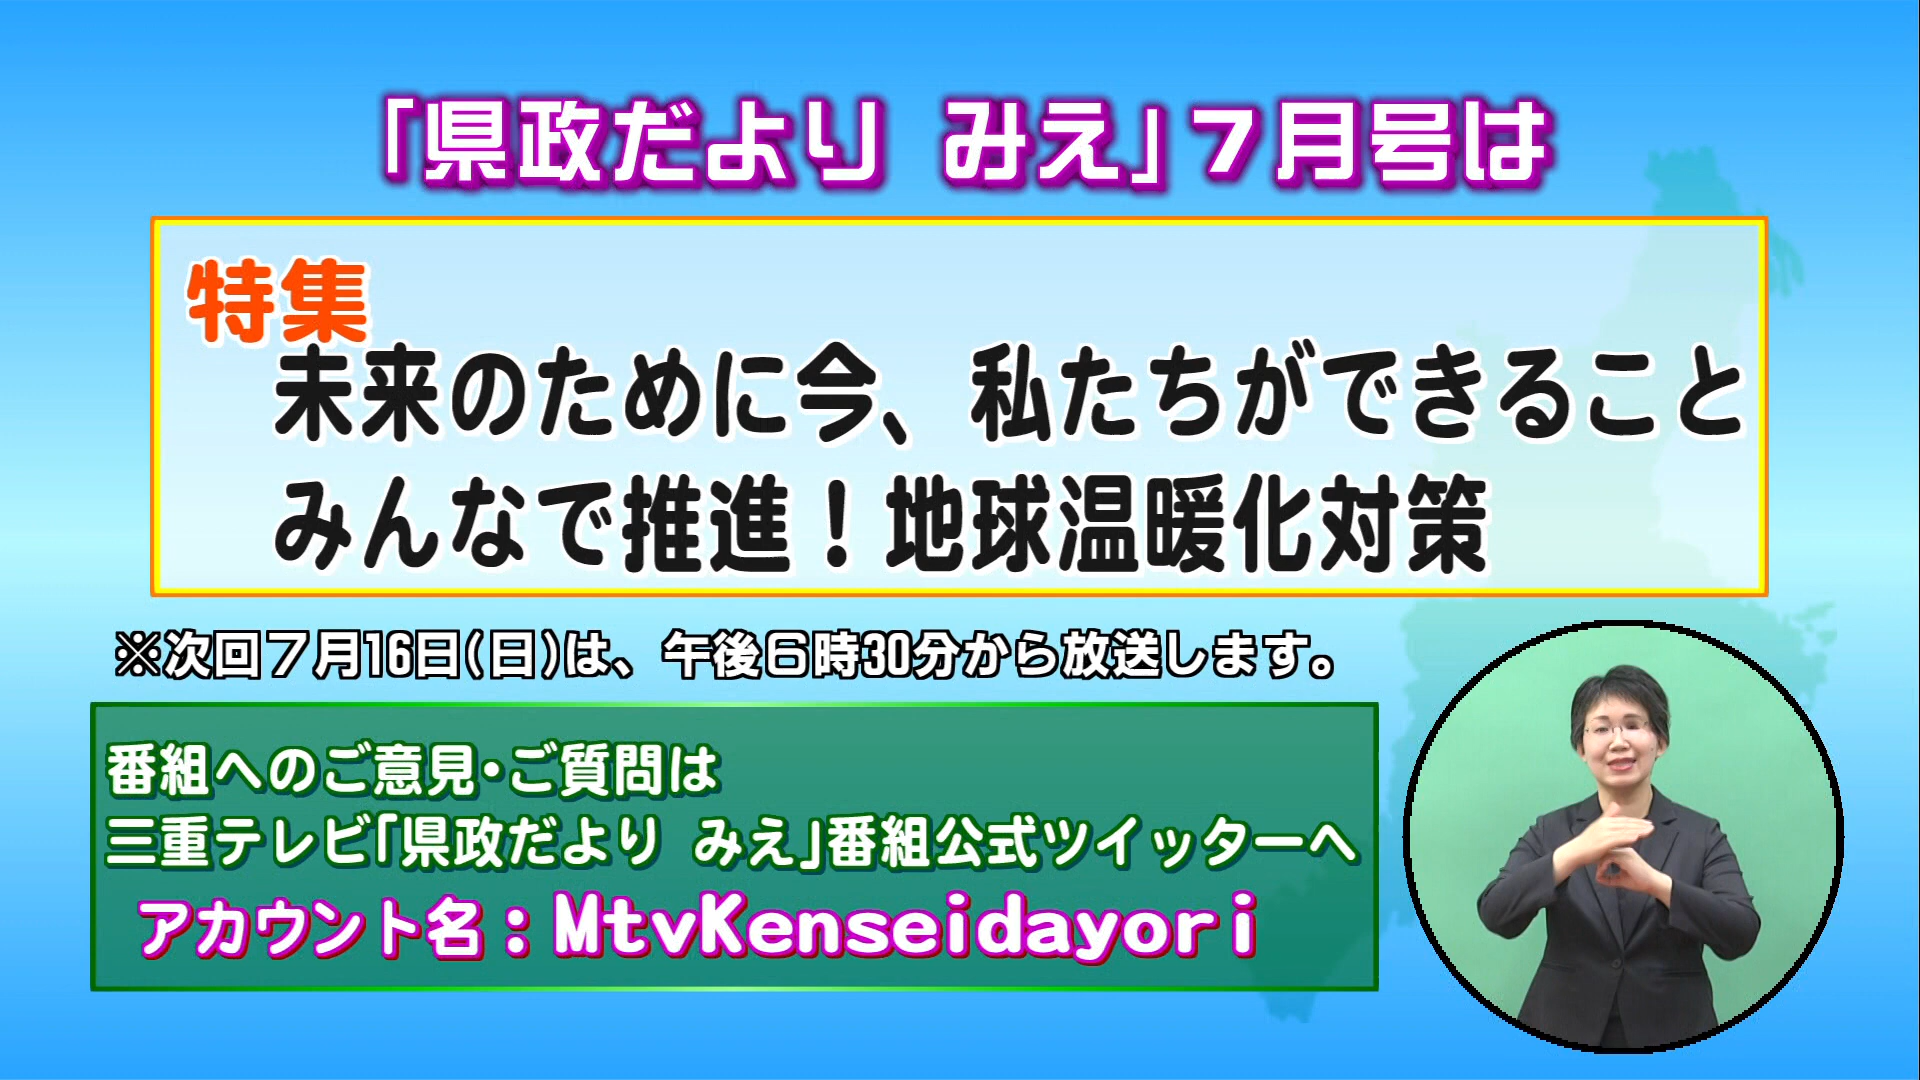 「県政だより みえ」７月号は
特集
未来のために今、私たちができること
みんなで推進！地球温暖化対策
※次回７月16日(日)は、午後６時30分から放送します。
番組へのご意見・ご質問は
三重テレビ「県政だより みえ」番組公式ツイッターへ
アカウント名：MtvKenseidayori